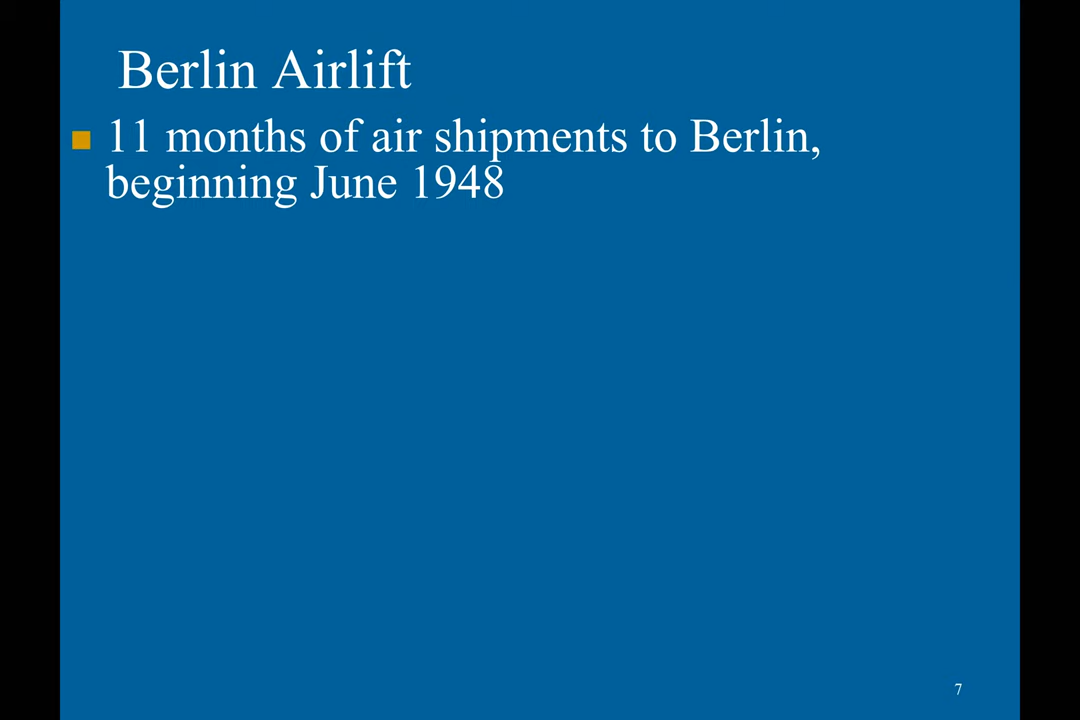 Berlin Airlift
11 months of air shipments to Berlin,
beginning June 1948
7